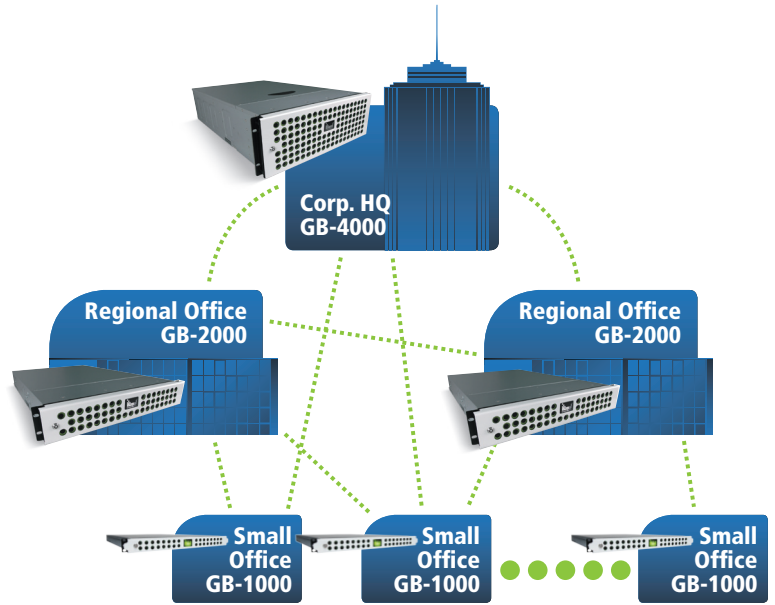 Corp. HQ
GB-4000
Regional Office
GB-2000
Regional Office
GB-2000
Small
Office
GB-1000
Small
Office
GB-1000
Small
Office
GB-1000